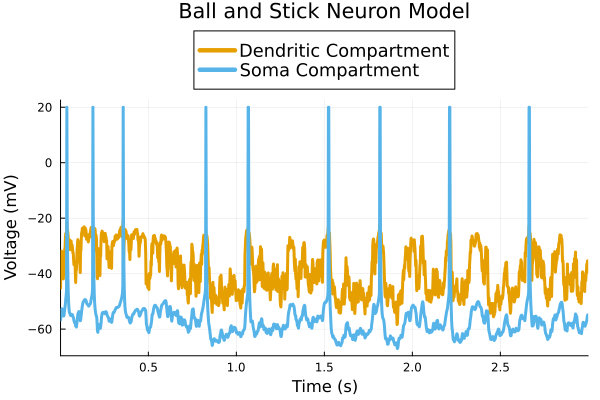 Ball and Stick Neuron Model
Dendritic Compartment
Soma Compartment
20
0
−20
−40
−60
Voltage (mV)
0.5 1.0 1.5 2.0 2.5
Time (s)